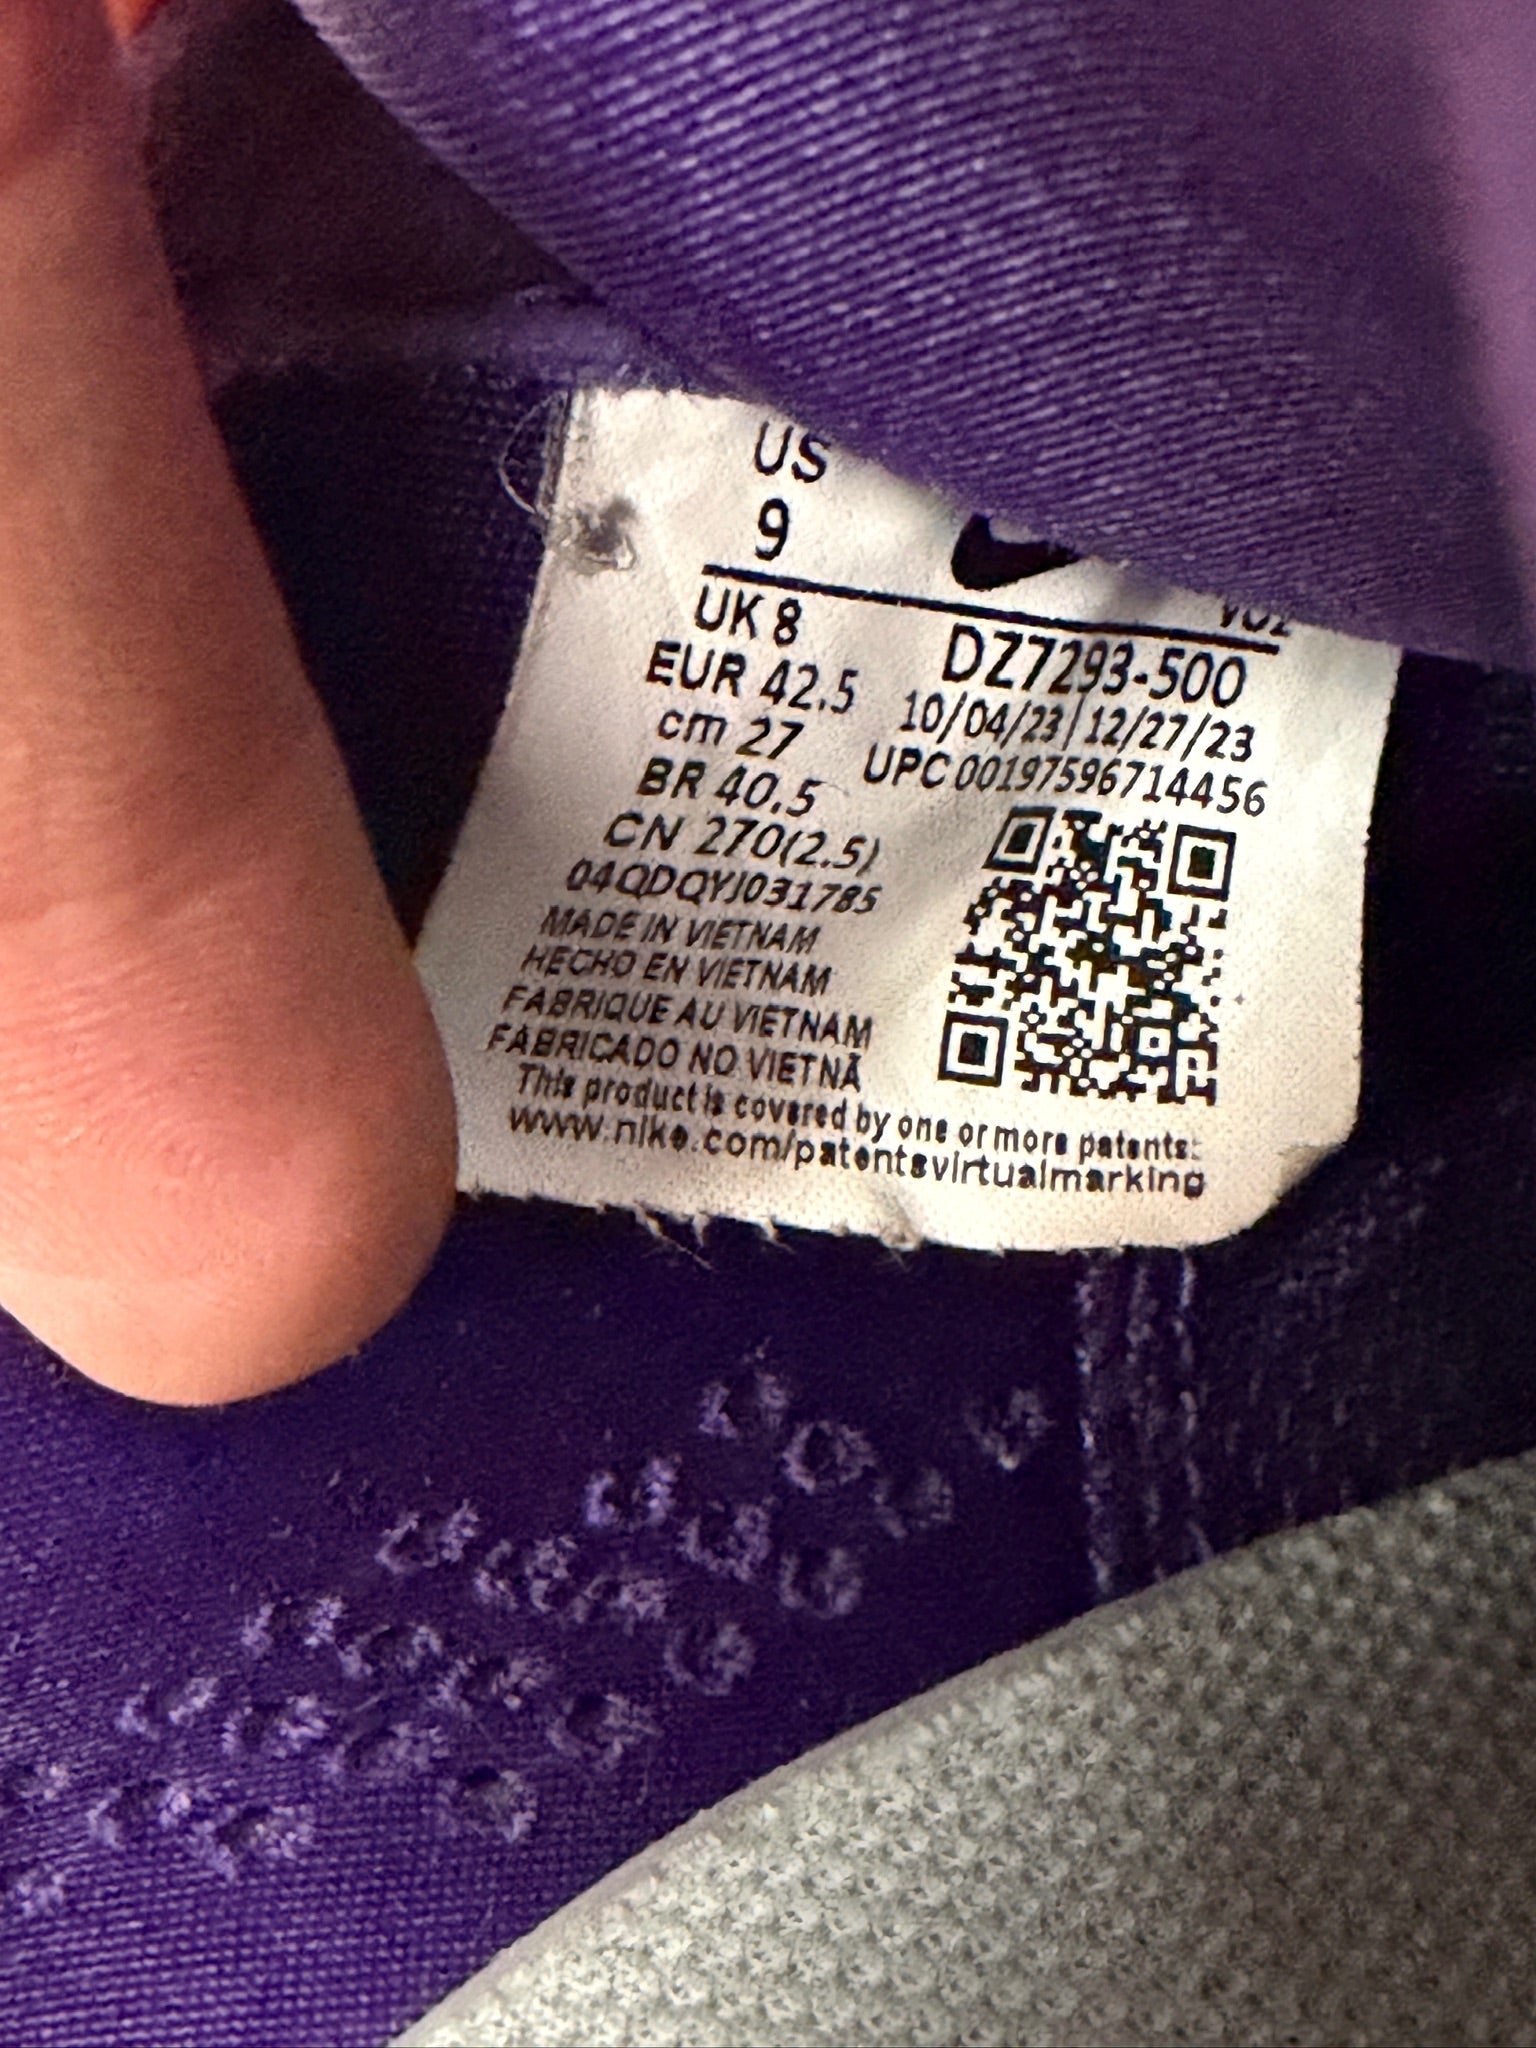 US
9
UK 8
EUR 42.5
cm 27
BR 40.5
CN 270(2.5)
04QDQYJ031785
MADE IN VIETNAM
HECHO EN VIETNAM
FABRIQUE AU VIETNAM
FABRICADO NO VIETNÃ
DZ7293-500
10/04/23|12/27/23
UPC 00197596714456
This product is covered by one or more patents:
www.nike.com/patentsvirtualmarking